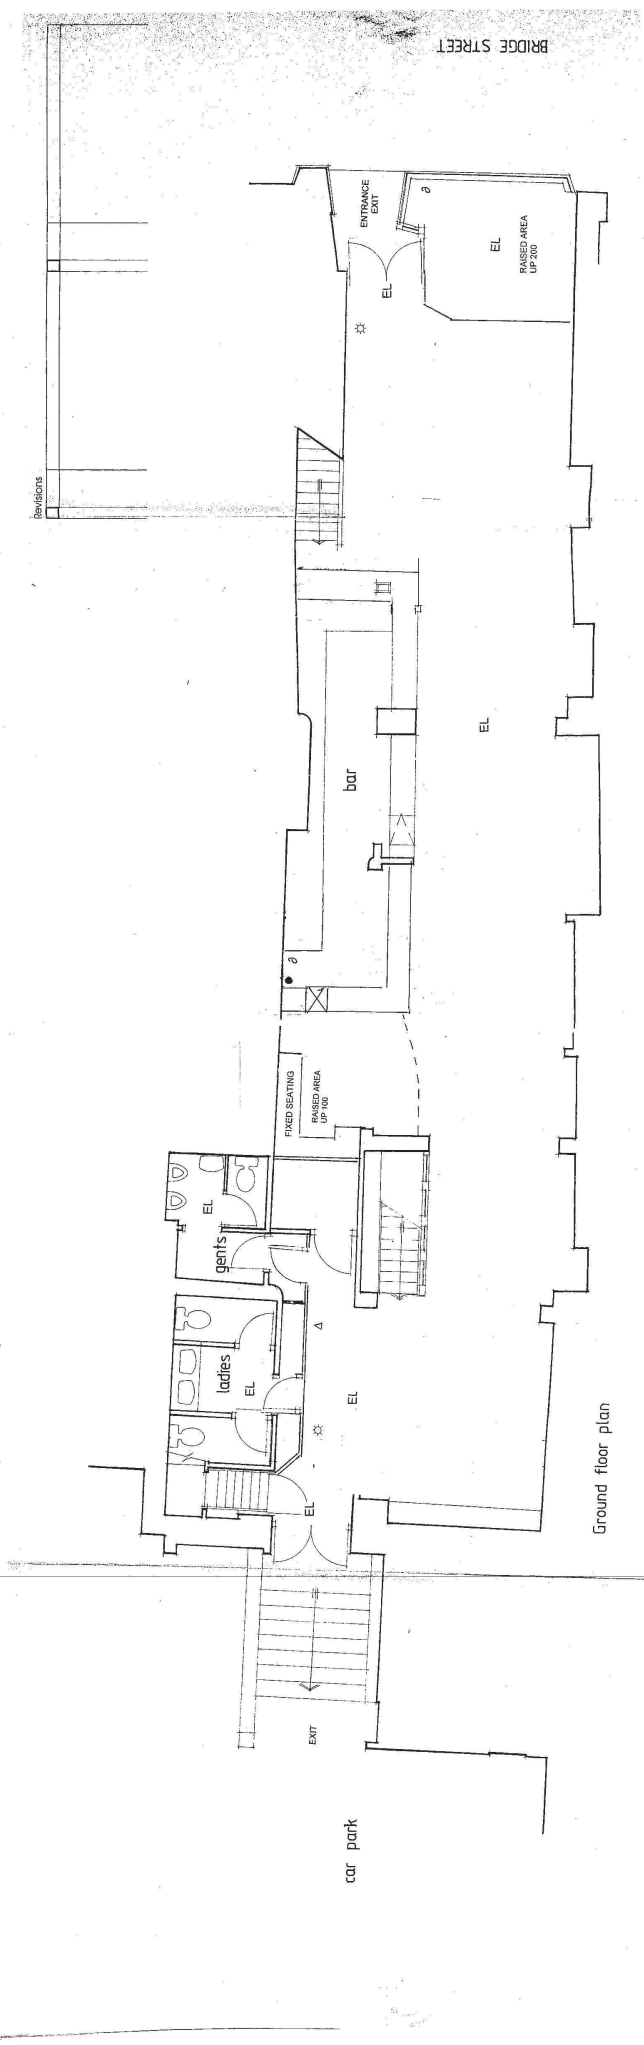 BRIDGE STREET
ENTRANCE
EXIT
EL
RAISED AREA
UP 200
EL
Revisions
EL
bar
FIXED SEATING
RAISED AREA
UP 100
EL
gents
ladies
EL
EL
EL
Ground floor plan
EXIT
car park